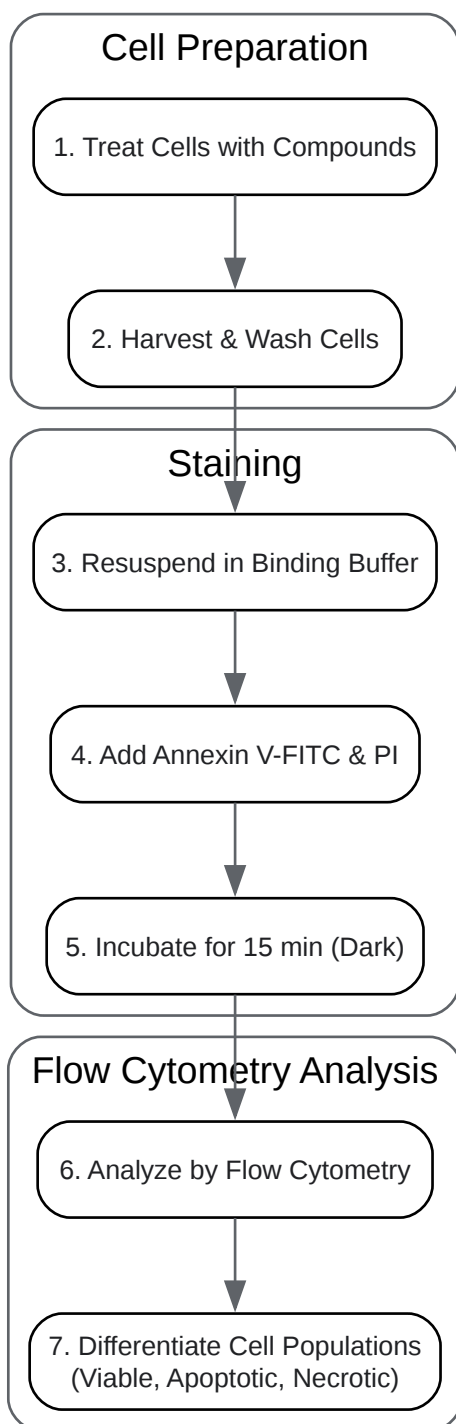 Cell Preparation
1. Treat Cells with Compounds
2. Harvest & Wash Cells
Staining
3. Resuspend in Binding Buffer
4. Add Annexin V-FITC & PI
5. Incubate for 15 min (Dark)
Flow Cytometry Analysis
6. Analyze by Flow Cytometry
7. Differentiate Cell Populations
(Viable, Apoptotic, Necrotic)